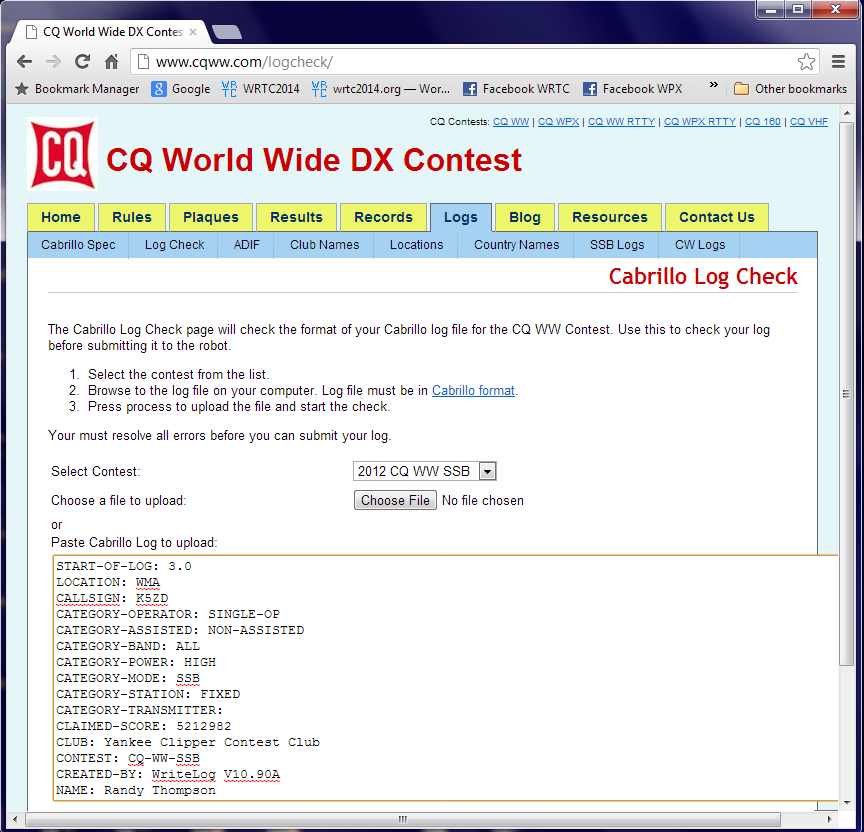 CQ World Wide DX Contes
www.cqww.com/logcheck/
Bookmark Manager Google WRTC2014 wrtc2014.org — Wor... Facebook WRTC Facebook WPX » Other bookmarks
CQ Contests: CQ WW | CQ WPX | CQ WW RTTY | CQ WPX RTTY | CQ 160 | CQ VHF
CQ CQ World Wide DX Contest
Home Rules Plaques Results Records Logs Blog Resources Contact Us
Cabrillo Spec Log Check ADIF Club Names Locations Country Names SSB Logs CW Logs
Cabrillo Log Check
The Cabrillo Log Check page will check the format of your Cabrillo log file for the CQ WW Contest. Use this to check your log
before submitting it to the robot.
1. Select the contest from the list.
2. Browse to the log file on your computer. Log file must be in Cabrillo format.
3. Press process to upload the file and start the check.
Your must resolve all errors before you can submit your log.
Select Contest: 2012 CQ WW SSB
Choose a file to upload: Choose File No file chosen
or
Paste Cabrillo Log to upload:
START-OF-LOG: 3.0
LOCATION: WMA
CALLSIGN: K5ZD
CATEGORY-OPERATOR: SINGLE-OP
CATEGORY-ASSISTED: NON-ASSISTED
CATEGORY-BAND: ALL
CATEGORY-POWER: HIGH
CATEGORY-MODE: SSB
CATEGORY-STATION: FIXED
CATEGORY-TRANSMITTER:
CLAIMED-SCORE: 5212982
CLUB: Yankee Clipper Contest Club
CONTEST: CQ-WW-SSB
CREATED-BY: WriteLog V10.90A
NAME: Randy Thompson